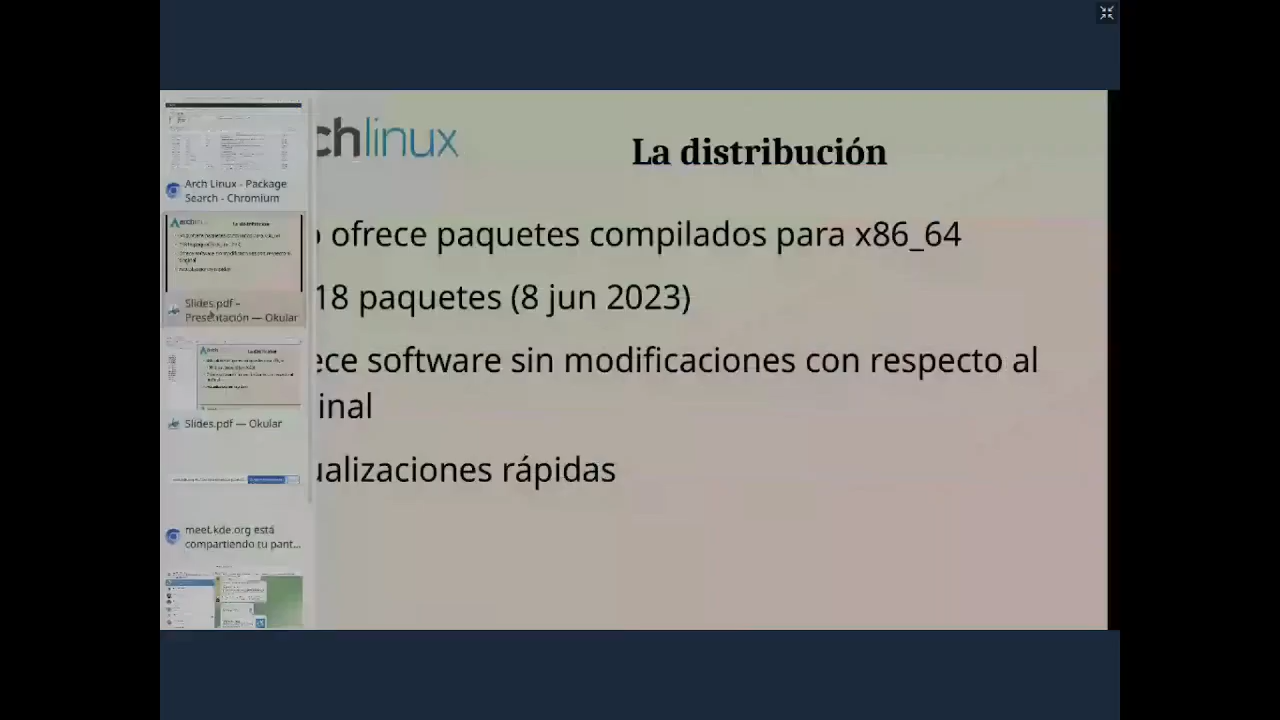 Arch Linux - Package
Search - Chromium
Slides.pdf –
Presentación — Okular
Slides.pdf — Okular
meet.kde.org está
compartiendo tu pant...
chlinux
La distribución
ofrece paquetes compilados para x86_64
18 paquetes (8 jun 2023)
ece software sin modificaciones con respecto al
inal
ualizaciones rápidas